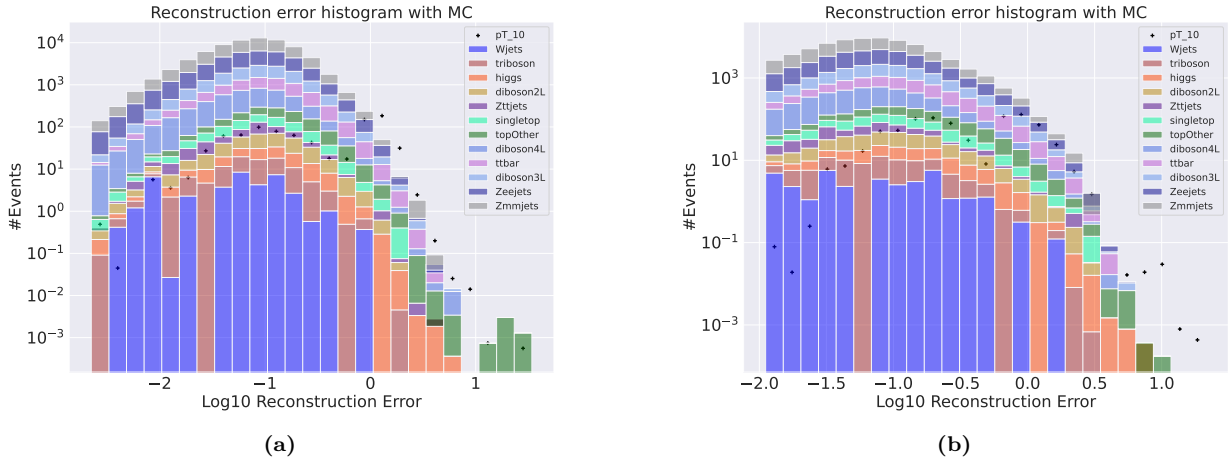 Reconstruction error histogram with MC
10^4
10^3
10^2
10^1
10^0
10^−1
10^−2
10^−3
#Events
−2
−1
0
1
Log10 Reconstruction Error
pT_10
Wjets
triboson
higgs
diboson2L
Zttjets
singletop
topOther
diboson4L
ttbar
diboson3L
Zeejets
Zmmjets
(a)
Reconstruction error histogram with MC
10^3
10^1
10^−1
10^−3
#Events
−2.0
−1.5
−1.0
−0.5
0.0
0.5
1.0
Log10 Reconstruction Error
pT_10
Wjets
triboson
higgs
diboson2L
Zttjets
singletop
topOther
diboson4L
ttbar
diboson3L
Zeejets
Zmmjets
(b)